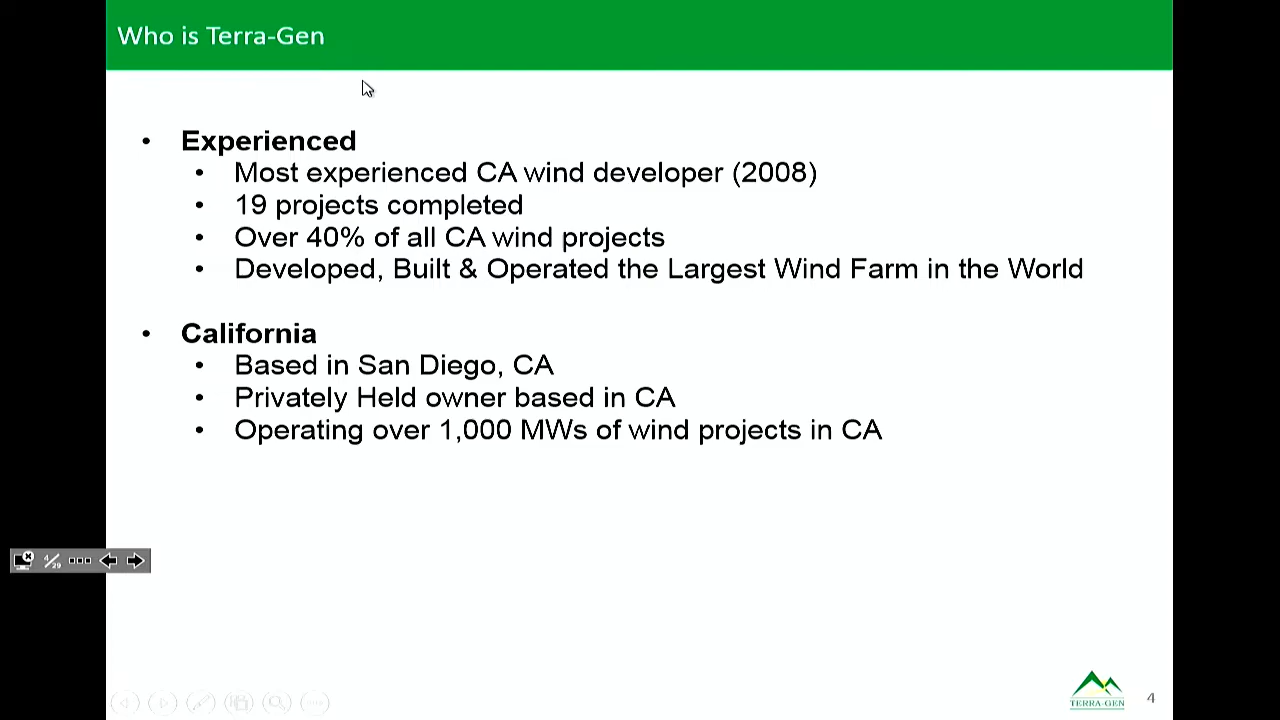 Who is Terra-Gen
• Experienced
• Most experienced CA wind developer (2008)
• 19 projects completed
• Over 40% of all CA wind projects
• Developed, Built & Operated the Largest Wind Farm in the World
• California
• Based in San Diego, CA
• Privately Held owner based in CA
• Operating over 1,000 MWs of wind projects in CA
4/29
TERRA-GEN
4